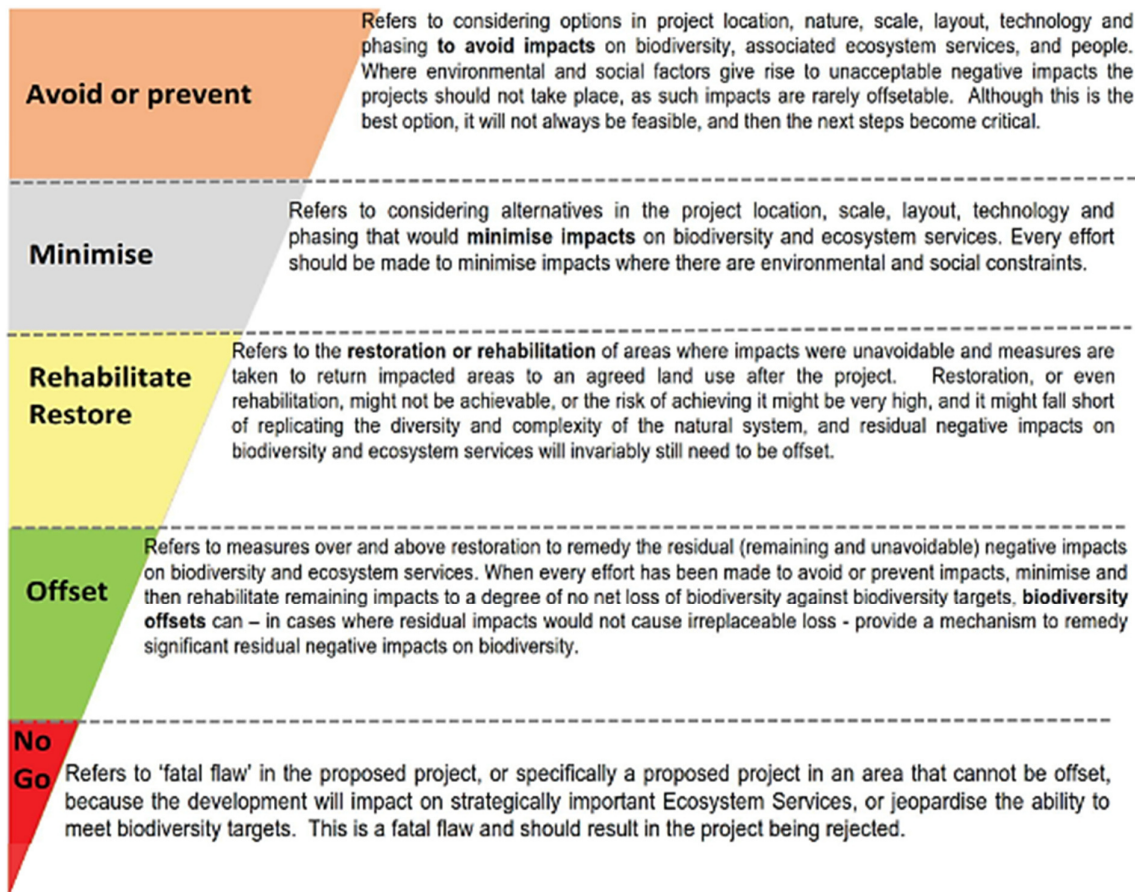 Refers to considering options in project location, nature, scale, layout, technology and
phasing to avoid impacts on biodiversity, associated ecosystem services, and people.
Avoid or prevent
Where environmental and social factors give rise to unacceptable negative impacts the
projects should not take place, as such impacts are rarely offsetable. Although this is the
best option, it will not always be feasible, and then the next steps become critical.
Refers to considering alternatives in the project location, scale, layout, technology and
Minimise
phasing that would minimise impacts on biodiversity and ecosystem services. Every effort
should be made to minimise impacts where there are environmental and social constraints.
Rehabilitate
Restore
Refers to the restoration or rehabilitation of areas where impacts were unavoidable and measures are
taken to return impacted areas to an agreed land use after the project. Restoration, or even
rehabilitation, might not be achievable, or the risk of achieving it might be very high, and it might fall short
of replicating the diversity and complexity of the natural system, and residual negative impacts on
biodiversity and ecosystem services will invariably still need to be offset.
Offset
Refers to measures over and above restoration to remedy the residual (remaining and unavoidable) negative impacts
on biodiversity and ecosystem services. When every effort has been made to avoid or prevent impacts, minimise and
then rehabilitate remaining impacts to a degree of no net loss of biodiversity against biodiversity targets, biodiversity
offsets can – in cases where residual impacts would not cause irreplaceable loss - provide a mechanism to remedy
significant residual negative impacts on biodiversity.
No
Go
Refers to ‘fatal flaw’ in the proposed project, or specifically a proposed project in an area that cannot be offset,
because the development will impact on strategically important Ecosystem Services, or jeopardise the ability to
meet biodiversity targets. This is a fatal flaw and should result in the project being rejected.